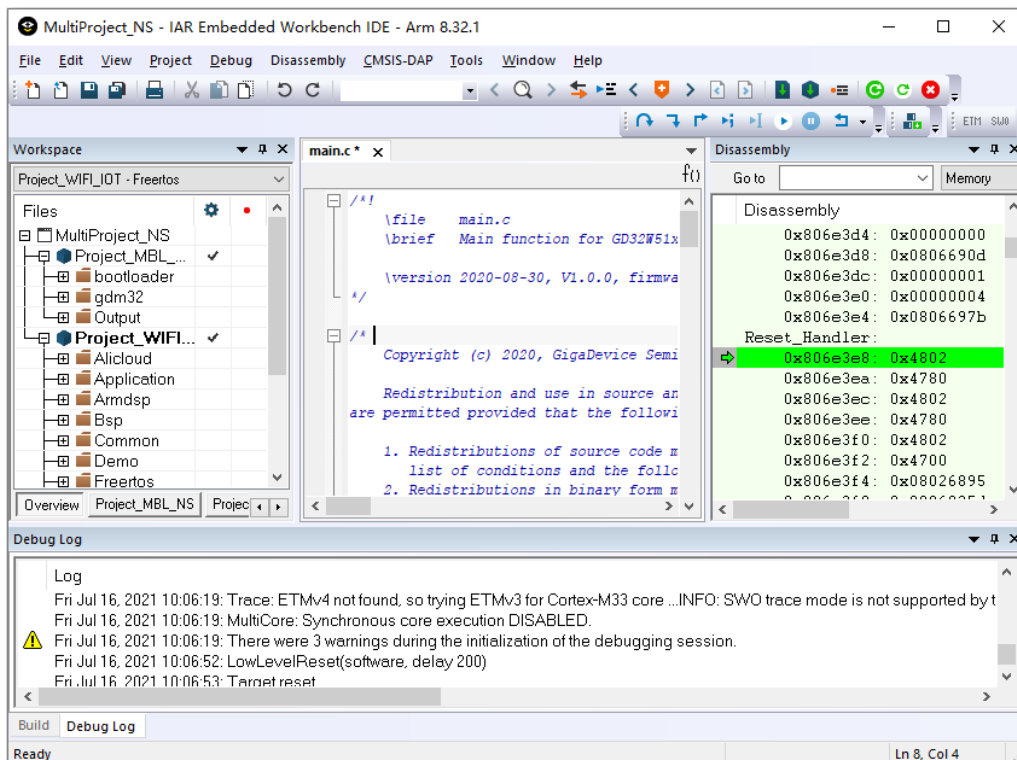 MultiProject_NS - IAR Embedded Workbench IDE - Arm 8.32.1
File Edit View Project Debug Disassembly CMSIS-DAP Tools Window Help
ETM SWO
Workspace
Project_WIFI_IOT - Freertos
Files
MultiProject_NS
Project_MBL_...
bootloader
gdm32
Output
Project_WIFI...
Alicloud
Application
Armdsp
Bsp
Common
Demo
Freertos
Overview Project_MBL_NS Projec
main.c *
f()
/*!
\file main.c
\brief Main function for GD32W51x
\version 2020-08-30, V1.0.0, firmwa
*/
/*
Copyright (c) 2020, GigaDevice Semi
Redistribution and use in source an
are permitted provided that the followi
1. Redistributions of source code m
list of conditions and the follc
2. Redistributions in binary form m
Disassembly
Go to Memory
Disassembly
0x806e3d4: 0x00000000
0x806e3d8: 0x0806690d
0x806e3dc: 0x00000001
0x806e3e0: 0x00000004
0x806e3e4: 0x0806697b
Reset_Handler:
0x806e3e8: 0x4802
0x806e3ea: 0x4780
0x806e3ec: 0x4802
0x806e3ee: 0x4780
0x806e3f0: 0x4802
0x806e3f2: 0x4700
0x806e3f4: 0x08026895
Debug Log
Log
Fri Jul 16, 2021 10:06:19: Trace: ETMv4 not found, so trying ETMv3 for Cortex-M33 core ...INFO: SWO trace mode is not supported by t
Fri Jul 16, 2021 10:06:19: MultiCore: Synchronous core execution DISABLED.
Fri Jul 16, 2021 10:06:19: There were 3 warnings during the initialization of the debugging session.
Fri Jul 16, 2021 10:06:52: LowLevelReset(software, delay 200)
Fri Jul 16, 2021 10:06:53: Target reset
Build Debug Log
Ready
Ln 8, Col 4